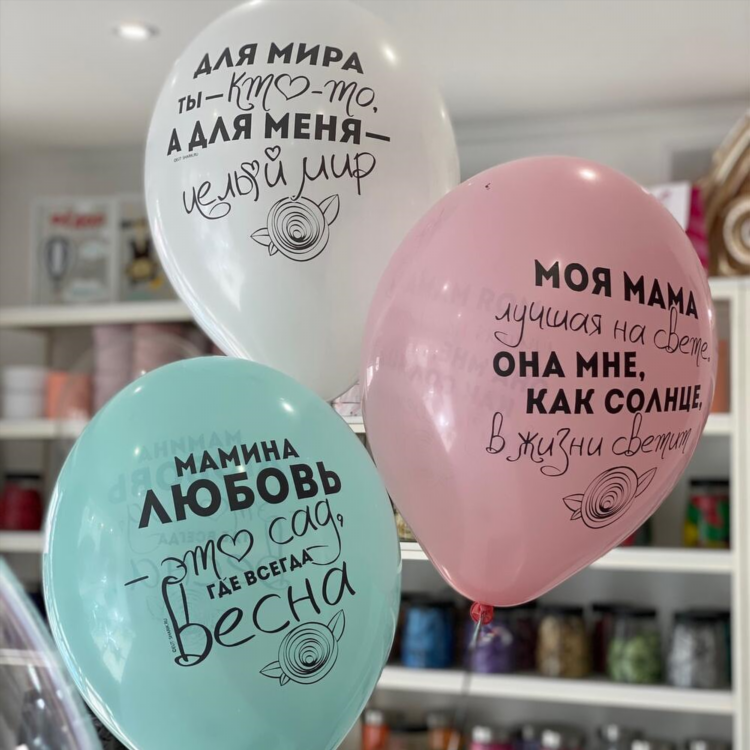 ДЛЯ МИРА
ТЫ—КТО-ТО,
А ДЛЯ МЕНЯ—
целый мир
МОЯ МАМА
лучшая на свете,
ОНА МНЕ,
КАК СОЛНЦЕ,
в жизни светит
МАМИНА
ЛЮБОВЬ
- это сад,
ГДЕ ВСЕГДА
Весна